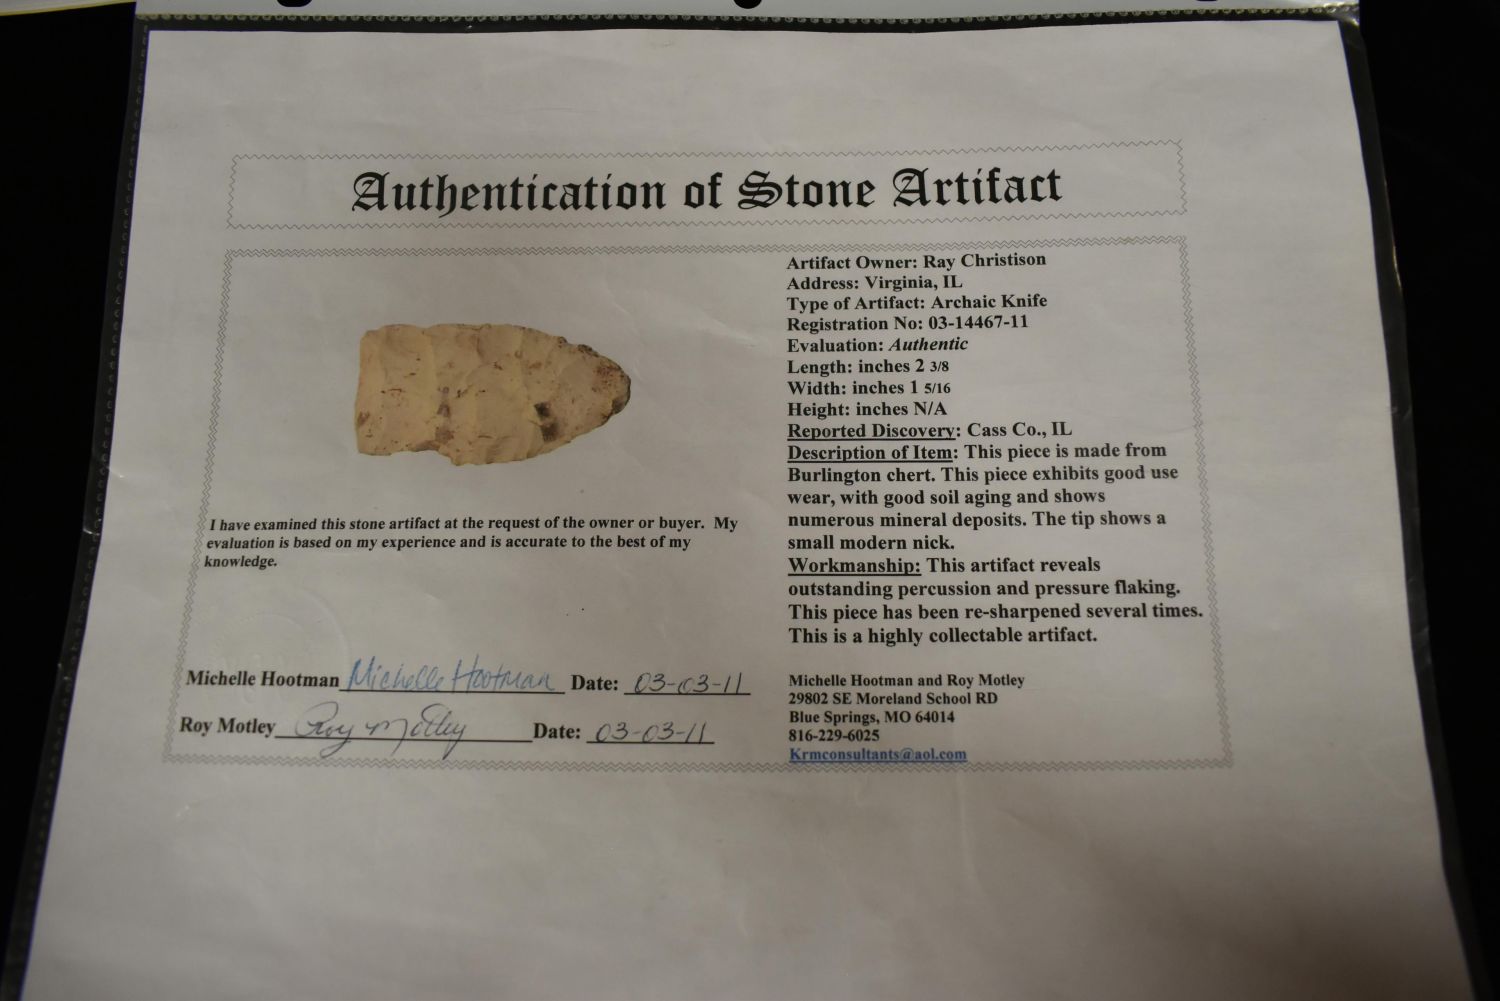 Authentication of Stone Artifact
Artifact Owner: Ray Christison
Address: Virginia, IL
Type of Artifact: Archaic Knife
Registration No: 03-14467-11
Evaluation: Authentic
Length: inches 2 3/8
Width: inches 1 5/16
Height: inches N/A
Reported Discovery: Cass Co., IL
Description of Item: This piece is made from
Burlington chert. This piece exhibits good use
wear, with good soil aging and shows
numerous mineral deposits. The tip shows a
small modern nick.
Workmanship: This artifact reveals
outstanding percussion and pressure flaking.
This piece has been re-sharpened several times.
This is a highly collectable artifact.
I have examined this stone artifact at the request of the owner or buyer. My
evaluation is based on my experience and is accurate to the best of my
knowledge.
Michelle Hootman Michelle Hootman Date: 03-03-11
Roy Motley Roy Motley Date: 03-03-11
Michelle Hootman and Roy Motley
29802 SE Moreland School RD
Blue Springs, MO 64014
816-229-6025
Krmconsultants@aol.com